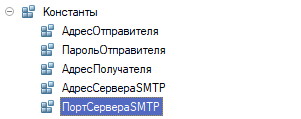 Константы
АдресОтправителя
ПарольОтправителя
АдресПолучателя
АдресСервераSMTP
ПортСервераSMTP